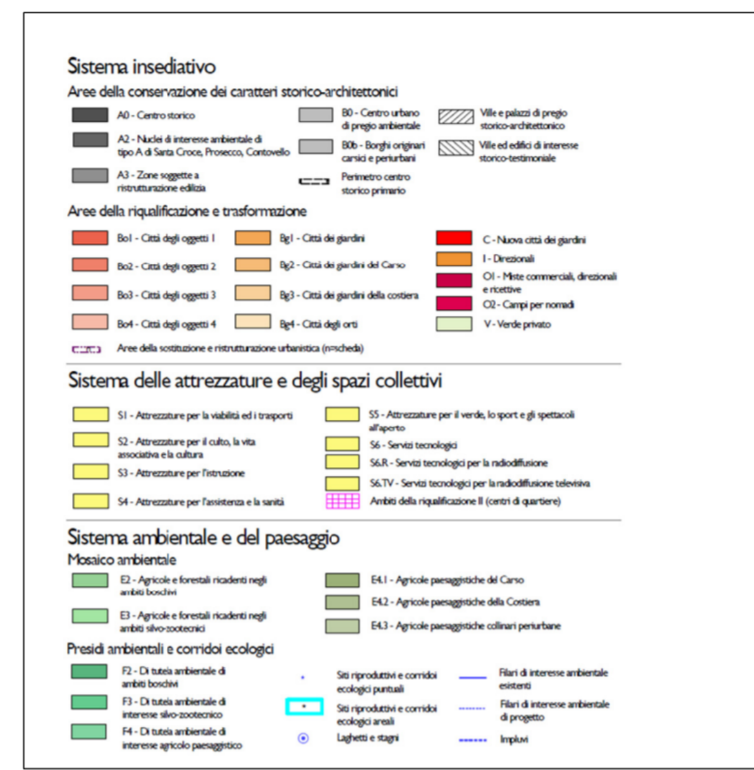 Sistema insediativo
Aree della conservazione dei caratteri storico-architettonici
A0 - Centro storico
A2 - Nuclei di interesse ambientale di
tipo A di Santa Croce, Prosecco, Contovello
A3 - Zone soggette a
ristrutturazione edilizia
B0 - Centro urbano
di pregio ambientale
B0b - Borghi originari
carsici e periurbani
Perimetro centro
storico primario
Ville e palazzi di pregio
storico-architettonico
Ville ed edifici di interesse
storico-testimoniale
Aree della riqualificazione e trasformazione
Bo1 - Città degli oggetti 1
Bo2 - Città degli oggetti 2
Bo3 - Città degli oggetti 3
Bo4 - Città degli oggetti 4
Bg1 - Città dei giardini
Bg2 - Città dei giardini del Carso
Bg3 - Città dei giardini della costiera
Bg4 - Città degli orti
C - Nuova città dei giardini
I - Direzionali
O1 - Miste commerciali, direzionali
e ricettive
O2 - Campi per nomadi
V - Verde privato
Aree della sostituzione e ristrutturazione urbanistica (n=scheda)
Sistema delle attrezzature e degli spazi collettivi
S1 - Attrezzature per la viabilità ed i trasporti
S2 - Attrezzature per il culto, la vita
associativa e la cultura
S3 - Attrezzature per l'istruzione
S4 - Attrezzature per l'assistenza e la sanità
S5 - Attrezzature per il verde, lo sport e gli spettacoli
all'aperto
S6 - Servizi tecnologici
S6.R - Servizi tecnologici per la radiodiffusione
S6.TV - Servizi tecnologici per la radiodiffusione televisiva
Ambiti della riqualificazione II (centri di quartiere)
Sistema ambientale e del paesaggio
Mosaico ambientale
E2 - Agricole e forestali ricadenti negli
ambiti boschivi
E3 - Agricole e forestali ricadenti negli
ambiti silvo-zootecnici
E4.1 - Agricole paesaggistiche del Carso
E4.2 - Agricole paesaggistiche della Costiera
E4.3 - Agricole paesaggistiche collinari periurbane
Presidi ambientali e corridoi ecologici
F2 - Di tutela ambientale di
ambiti boschivi
F3 - Di tutela ambientale di
interesse silvo-zootecnico
F4 - Di tutela ambientale di
interesse agricolo paesaggistico
Siti riproduttivi e corridoi
ecologici puntuali
Siti riproduttivi e corridoi
ecologici areali
Laghetti e stagni
Filari di interesse ambientale
esistenti
Filari di interesse ambientale
di progetto
Impluvi